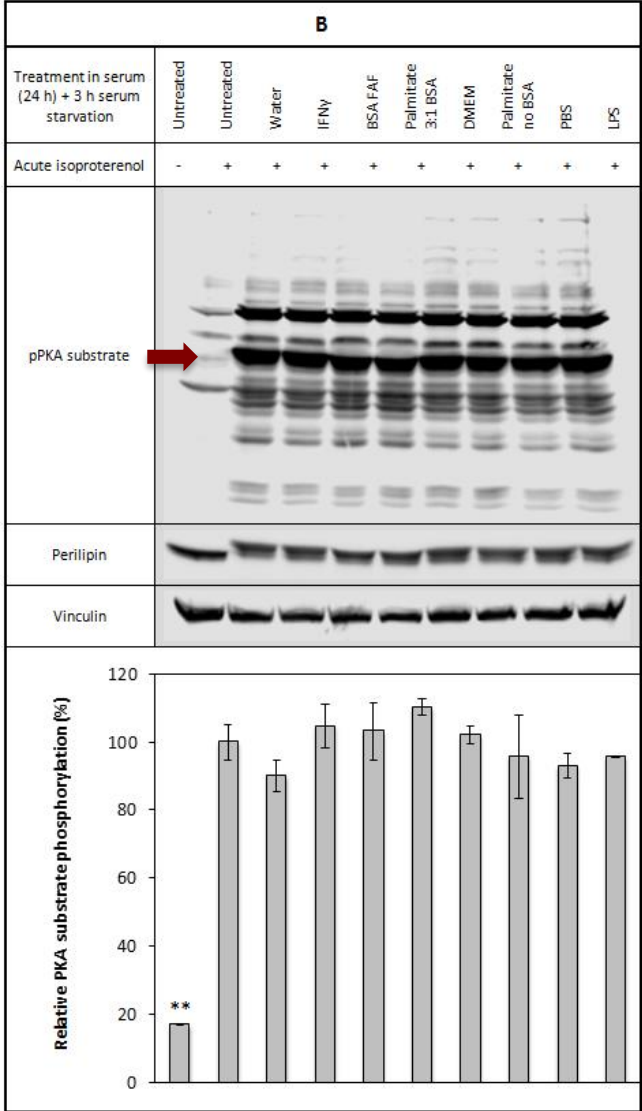 B
Treatment in serum
(24 h) + 3 h serum
starvation
Untreated
Untreated
Water
IFNγ
BSA FAF
Palmitate
3:1 BSA
DMEM
Palmitate
no BSA
PBS
LPS
Acute isoproterenol - + + + + + + + + +
pPKA substrate
Perilipin
Vinculin
Relative PKA substrate phosphorylation (%)
120
100
80
60
40
20
0
**